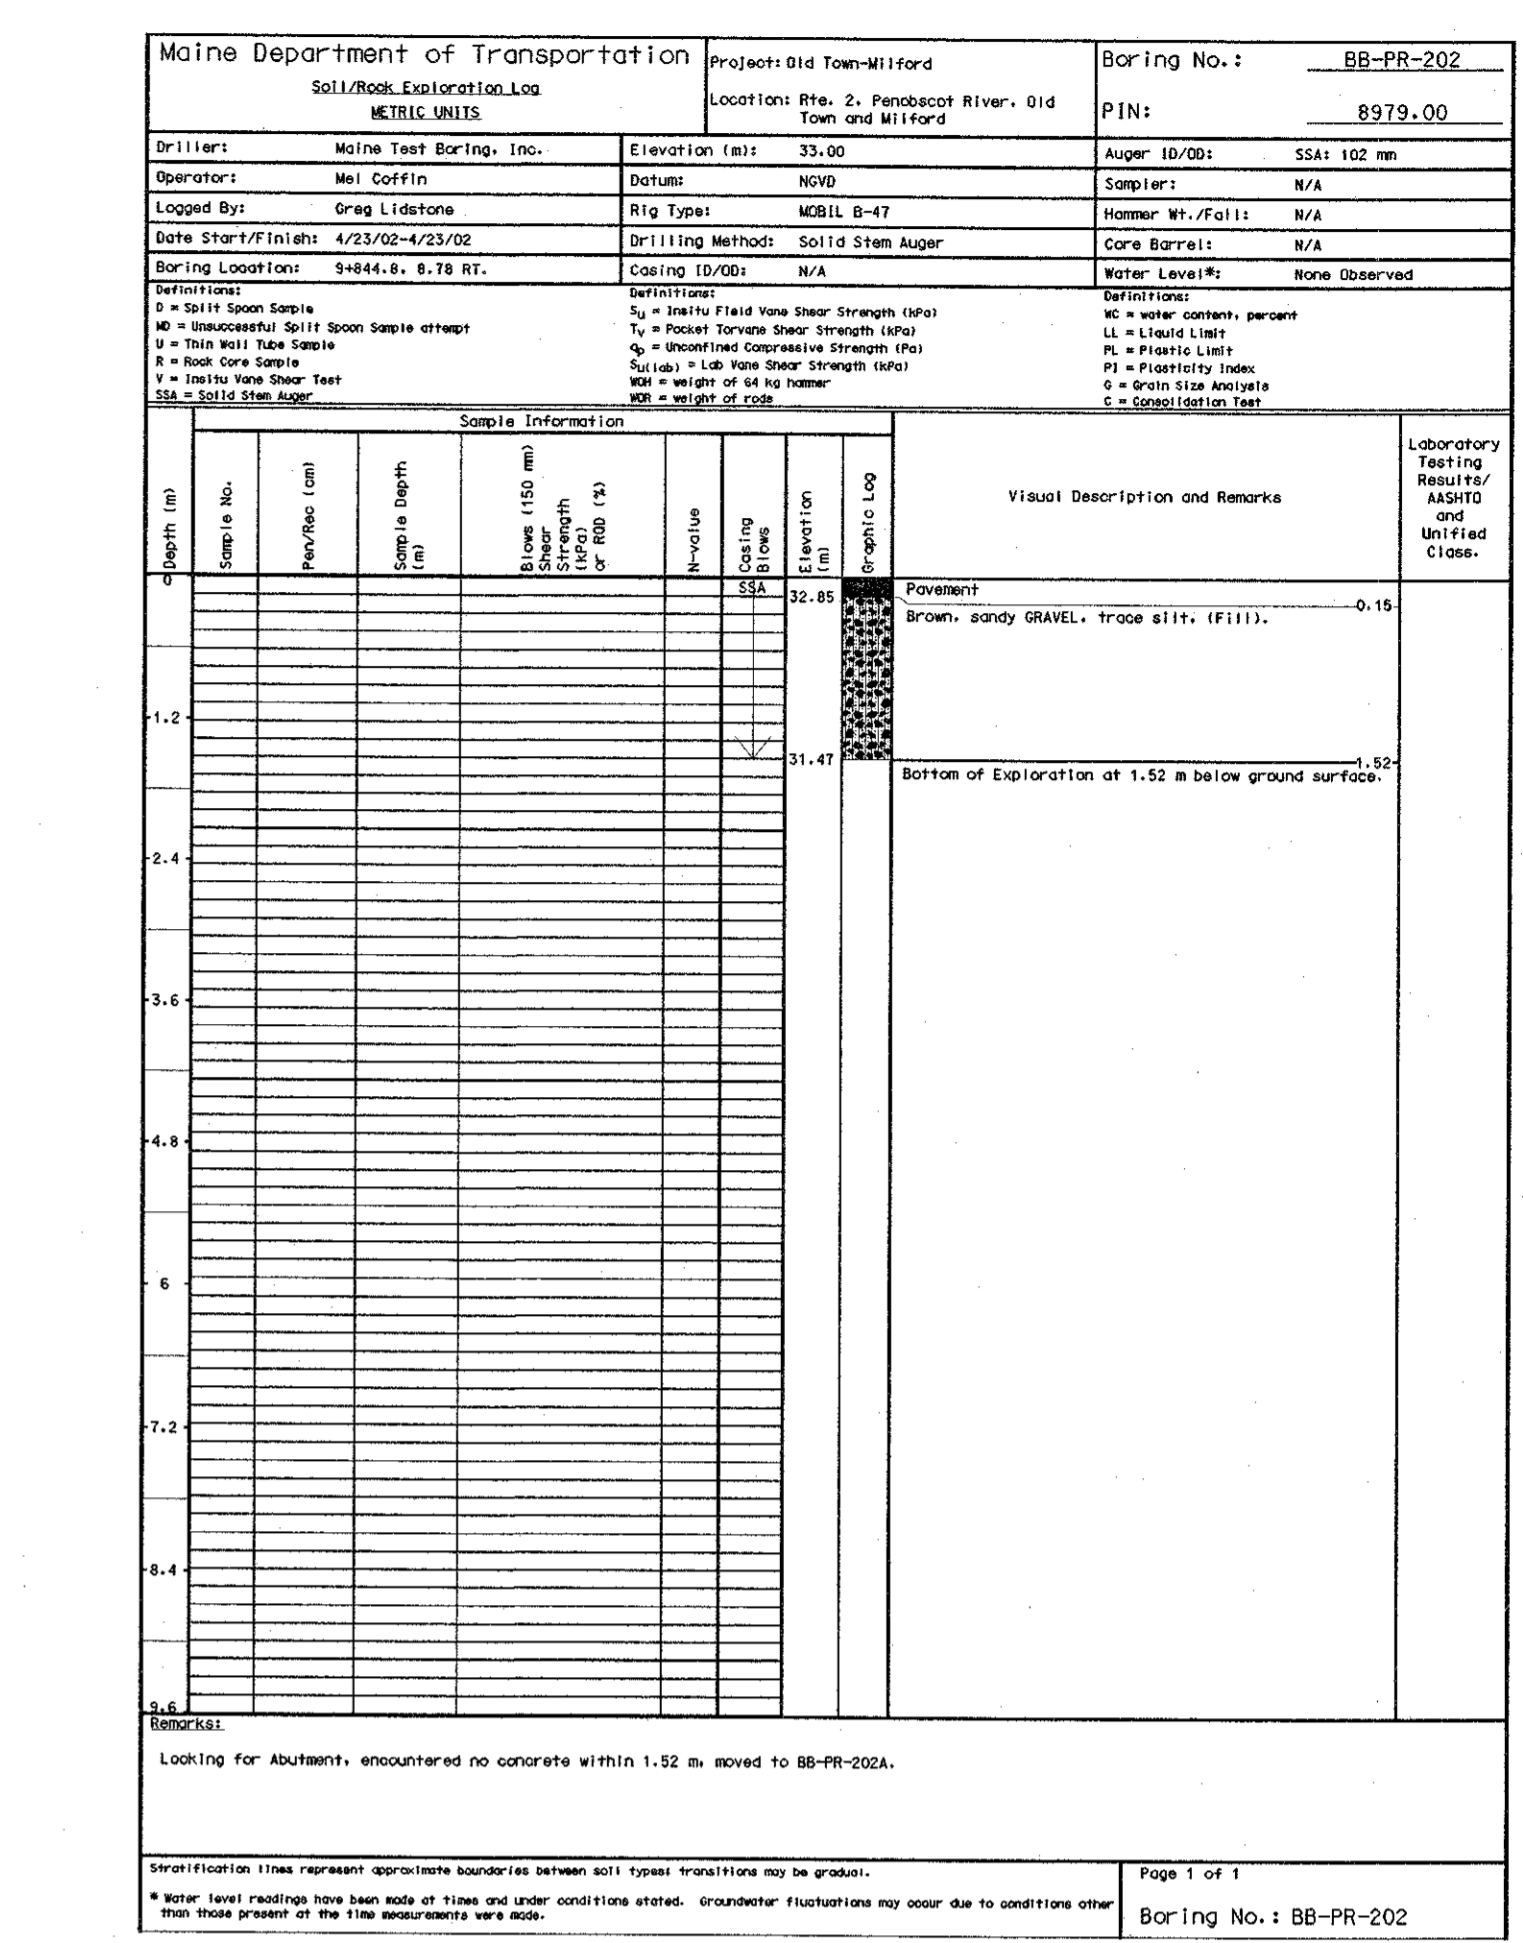 Maine Department of Transportation
Soil/Rock Exploration Log
METRIC UNITS
Project: Old Town-Milford
Location: Rte. 2, Penobscot River, Old
Town and Milford
Boring No.: BB-PR-202
PIN: 8979.00
Driller: Maine Test Boring, Inc.
Elevation (m): 33.00
Auger ID/OD: SSA: 102 mm
Operator: Mel Coffin
Datum: NGVD
Sampler: N/A
Logged By: Greg Lidstone
Rig Type: MOBIL B-47
Hammer Wt./Fall: N/A
Date Start/Finish: 4/23/02-4/23/02
Drilling Method: Solid Stem Auger
Core Barrel: N/A
Boring Location: 9+844.8, 8.78 RT.
Casing ID/OD: N/A
Water Level*: None Observed
Definitions:
D = Split Spoon Sample
MD = Unsuccessful Split Spoon Sample attempt
U = Thin Wall Tube Sample
R = Rock Core Sample
V = Insitu Vane Shear Test
SSA = Solid Stem Auger
Definitions:
Su = Insitu Field Vane Shear Strength (kPa)
Tv = Pocket Torvane Shear Strength (kPa)
qp = Unconfined Compressive Strength (Pa)
Su(lab) = Lab Vane Shear Strength (kPa)
WOH = weight of 64 kg hammer
WOR = weight of rods
Definitions:
WC = water content, percent
LL = Liquid Limit
PL = Plastic Limit
PI = Plasticity Index
G = Grain Size Analysis
C = Consolidation Test
Sample Information
Depth (m)
Sample No.
Pen/Rec (cm)
Sample Depth
(m)
Blows (150 mm)
Shear
Strength
(kPa)
or RQD (%)
N-value
Casing
Blows
Elevation
(m)
Graphic Log
Visual Description and Remarks
Laboratory
Testing
Results/
AASHTO
and
Unified
Class.
0
SSA
32.85
Pavement
0.15
Brown, sandy GRAVEL, trace silt, (Fill).
1.2
31.47
1.52
Bottom of Exploration at 1.52 m below ground surface.
2.4
3.6
4.8
6
7.2
8.4
9.6
Remarks:
Looking for Abutment, encountered no concrete within 1.52 m, moved to BB-PR-202A.
Stratification lines represent approximate boundaries between soil types; transitions may be gradual.
* Water level readings have been made at times and under conditions stated. Groundwater fluctuations may occur due to conditions other
than those present at the time measurements were made.
Page 1 of 1
Boring No.: BB-PR-202